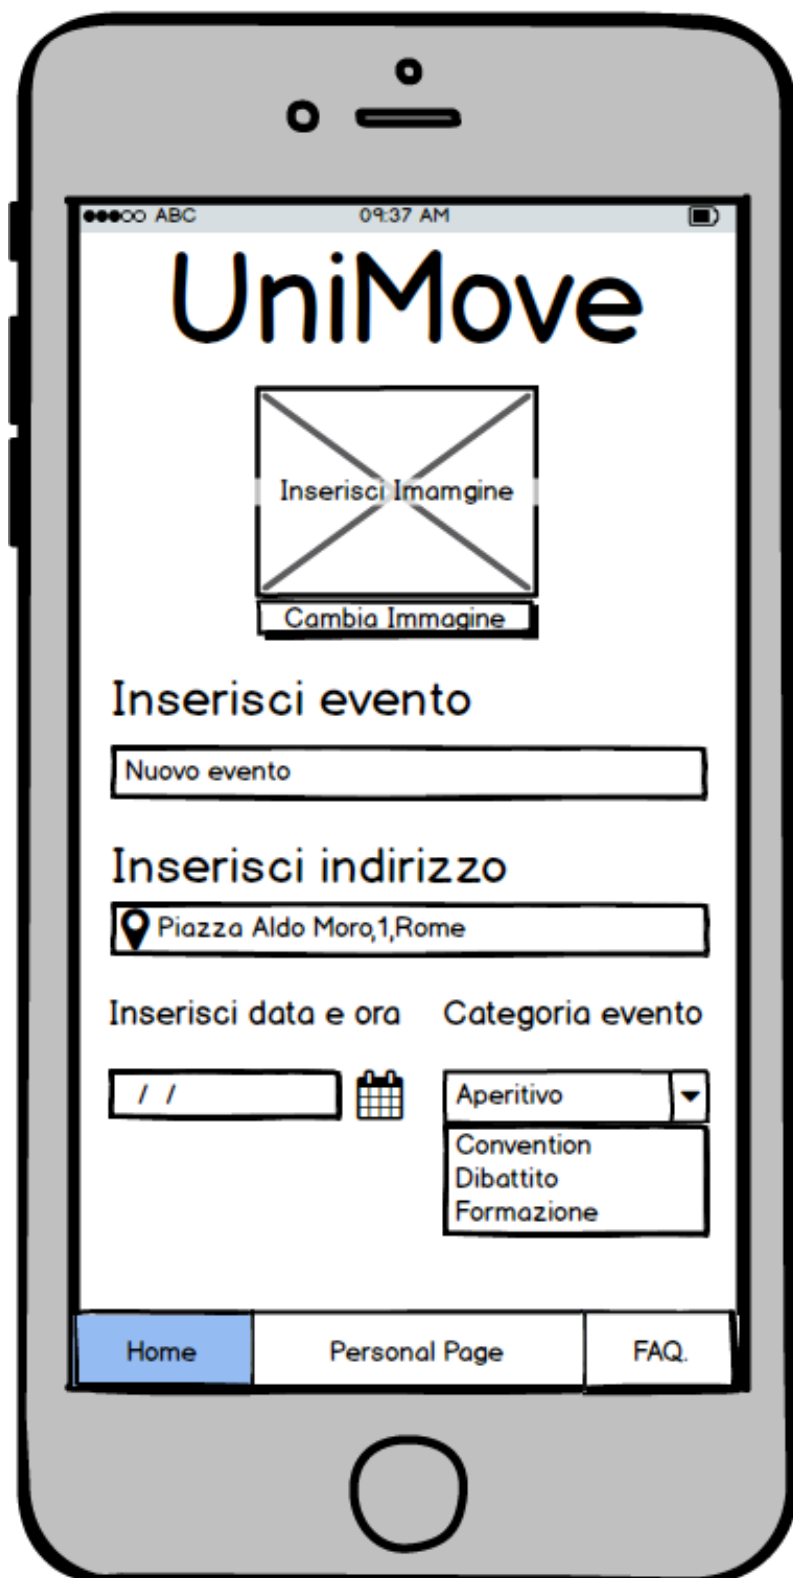 ABC 09:37 AM
UniMove
Inserisci Imamgine
Cambia Immagine
Inserisci evento
Nuovo evento
Inserisci indirizzo
Piazza Aldo Moro,1,Rome
Inserisci data e ora Categoria evento
/ / Aperitivo
Convention
Dibattito
Formazione
Home Personal Page FAQ.